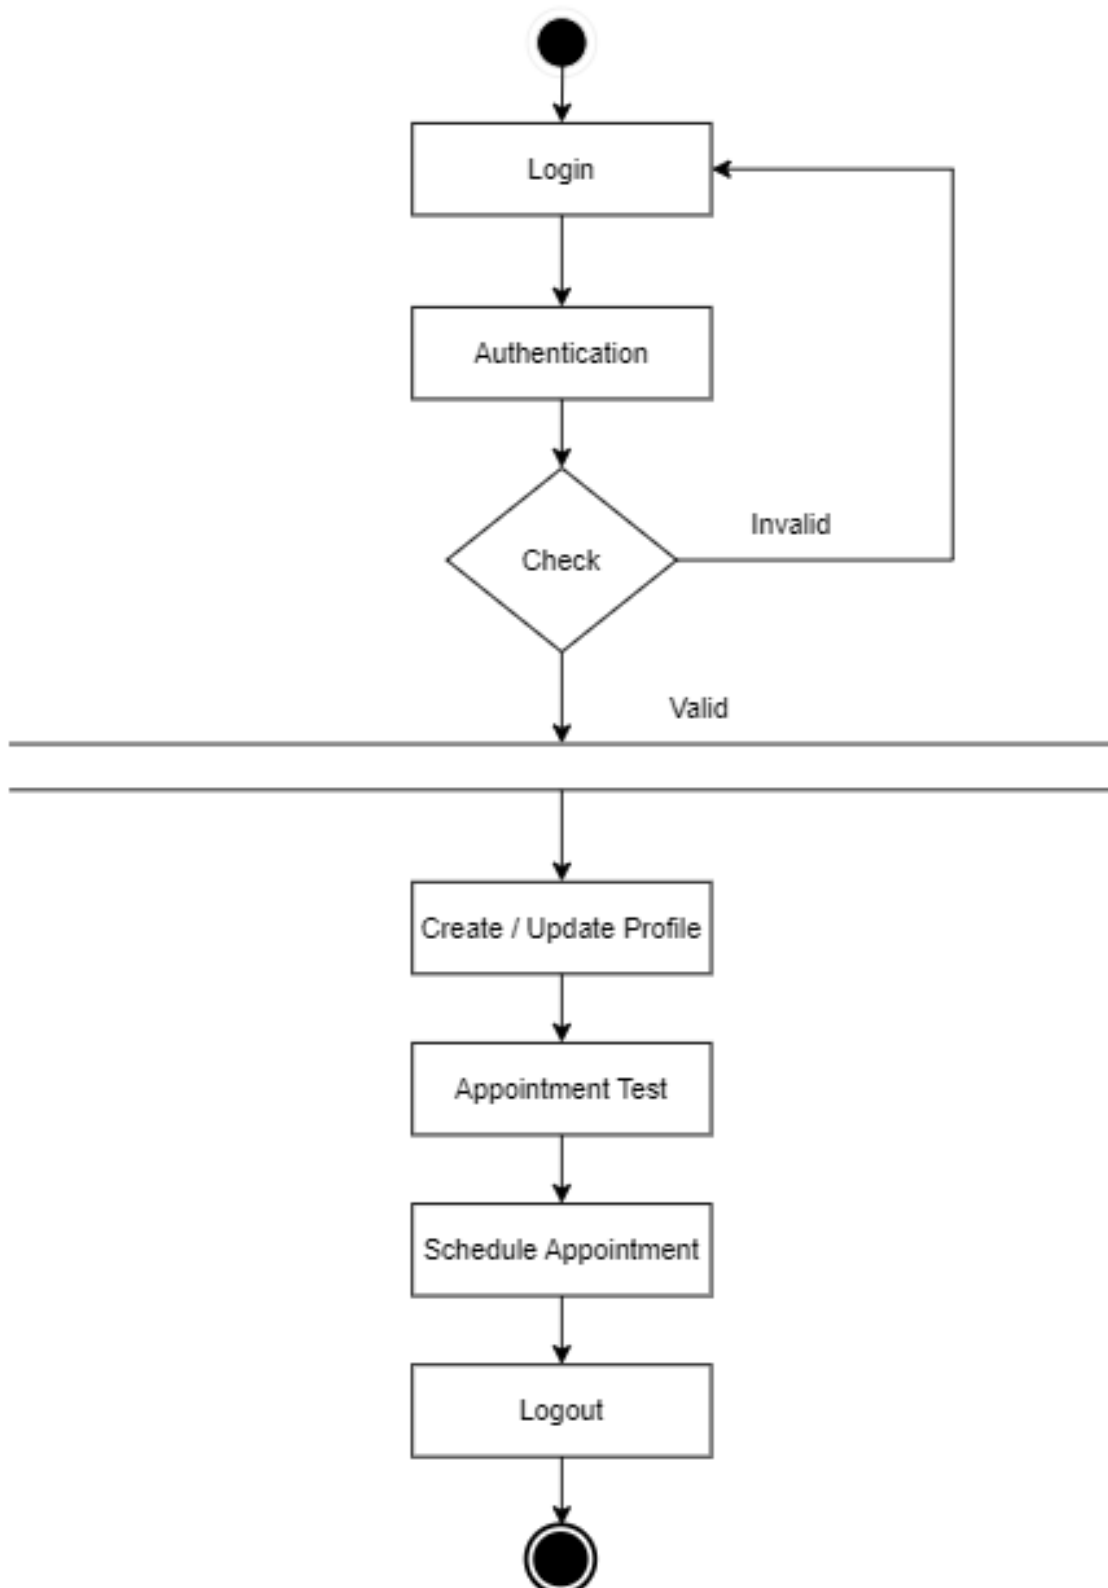 Login
Authentication
Check
Invalid
Valid
Create / Update Profile
Appointment Test
Schedule Appointment
Logout